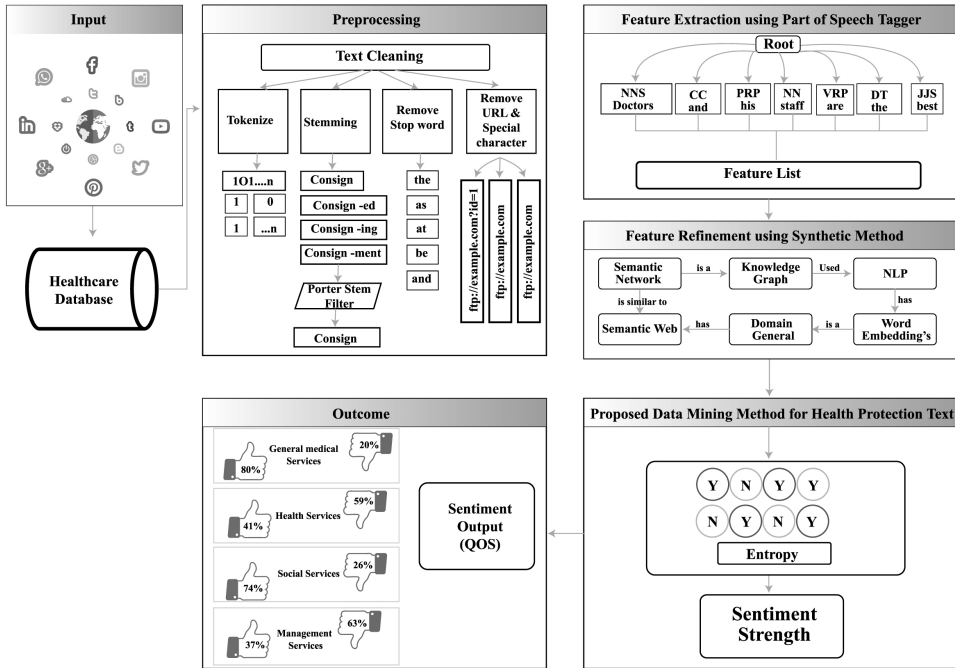 Input
Healthcare
Database
Preprocessing
Text Cleaning
Tokenize
Stemming
Remove
Stop word
Remove
URL &
Special
character
1O1....n
1
0
1
...n
Consign
Consign -ed
Consign -ing
Consign -ment
Porter Stem
Filter
Consign
the
as
at
be
and
ftp://example.com?id=1
ftp://example.com
ftp://example.com
Feature Extraction using Part of Speech Tagger
Root
NNS
Doctors
CC
and
PRP
his
NN
staff
VRP
are
DT
the
JJS
best
Feature List
Feature Refinement using Synthetic Method
Semantic
Network
is a
Knowledge
Graph
Used
NLP
is similar to
has
Semantic Web
has
Domain
General
is a
Word
Embedding's
Proposed Data Mining Method for Health Protection Text
Y N Y Y
N Y N Y
Entropy
Sentiment
Strength
Outcome
80%
General medical
Services
20%
41%
Health Services
59%
74%
Social Services
26%
37%
Management
Services
63%
Sentiment
Output
(QOS)